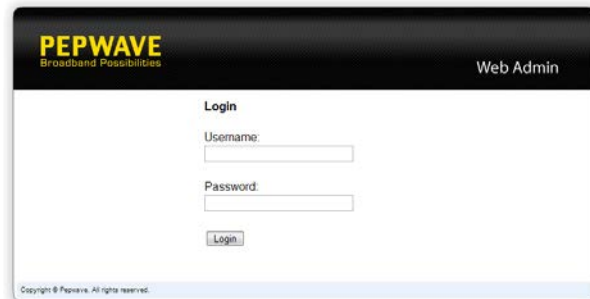 PEPWAVE
Broadband Possibilities
Web Admin
Login
Username:
Password:
Login
Copyright © Pepwave. All rights reserved.